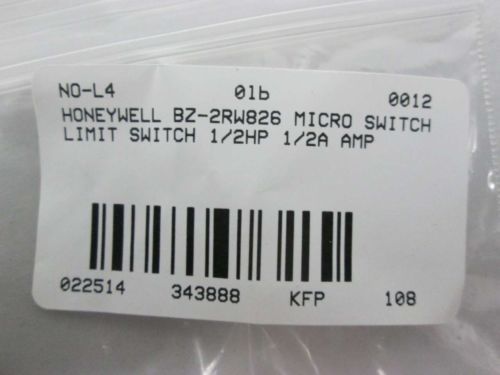 NO-L4 01b 0012
HONEYWELL BZ-2RW826 MICRO SWITCH
LIMIT SWITCH 1/2HP 1/2A AMP
022514 343888 KFP 108